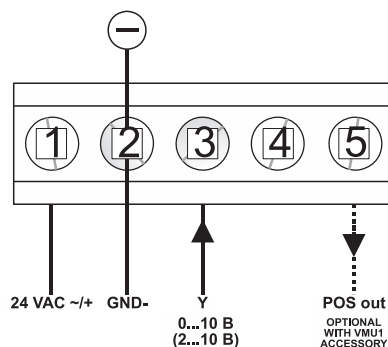 1 2 3 4 5
24 VAC ~/+ GND- Y POS out
0...10 В
(2...10 В)
OPTIONAL
WITH VMU1
ACCESSORY